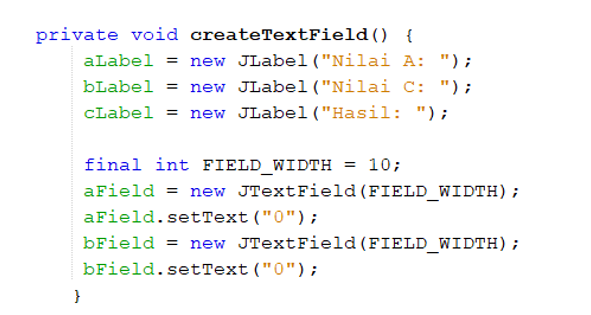 private void createTextField() {
aLabel = new JLabel("Nilai A: ");
bLabel = new JLabel("Nilai C: ");
cLabel = new JLabel("Hasil: ");
final int FIELD_WIDTH = 10;
aField = new JTextField(FIELD_WIDTH);
aField.setText("0");
bField = new JTextField(FIELD_WIDTH);
bField.setText("0");
}